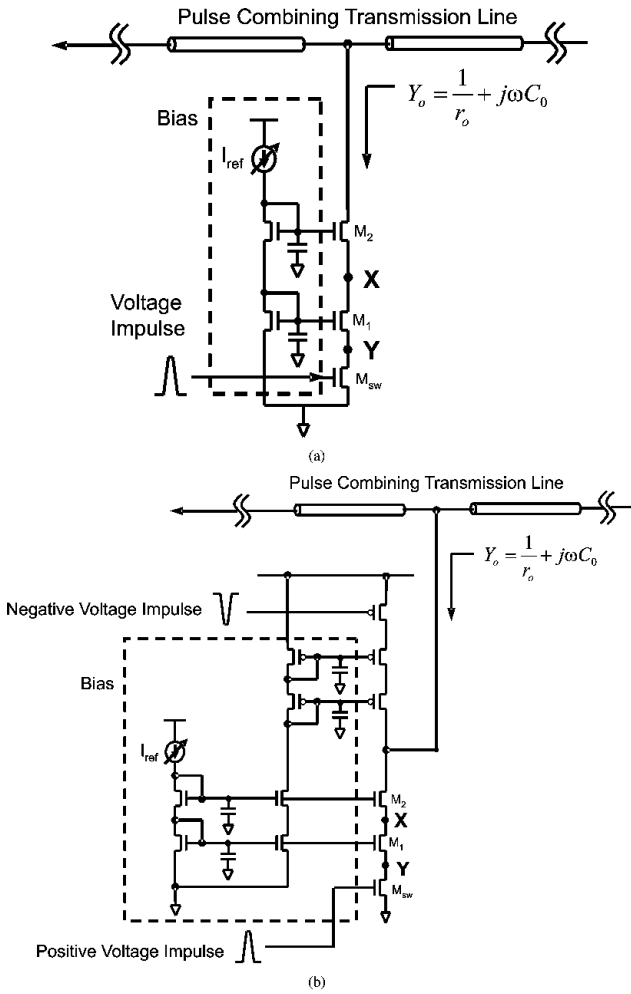 Pulse Combining Transmission Line
Y_o = 1/r_o + jωC_0
Bias
I_ref
M_2
X
Voltage
Impulse
M_1
Y
M_sw
(a)
Pulse Combining Transmission Line
Y_o = 1/r_o + jωC_0
Negative Voltage Impulse
Bias
I_ref
M_2
X
M_1
Y
M_sw
Positive Voltage Impulse
(b)